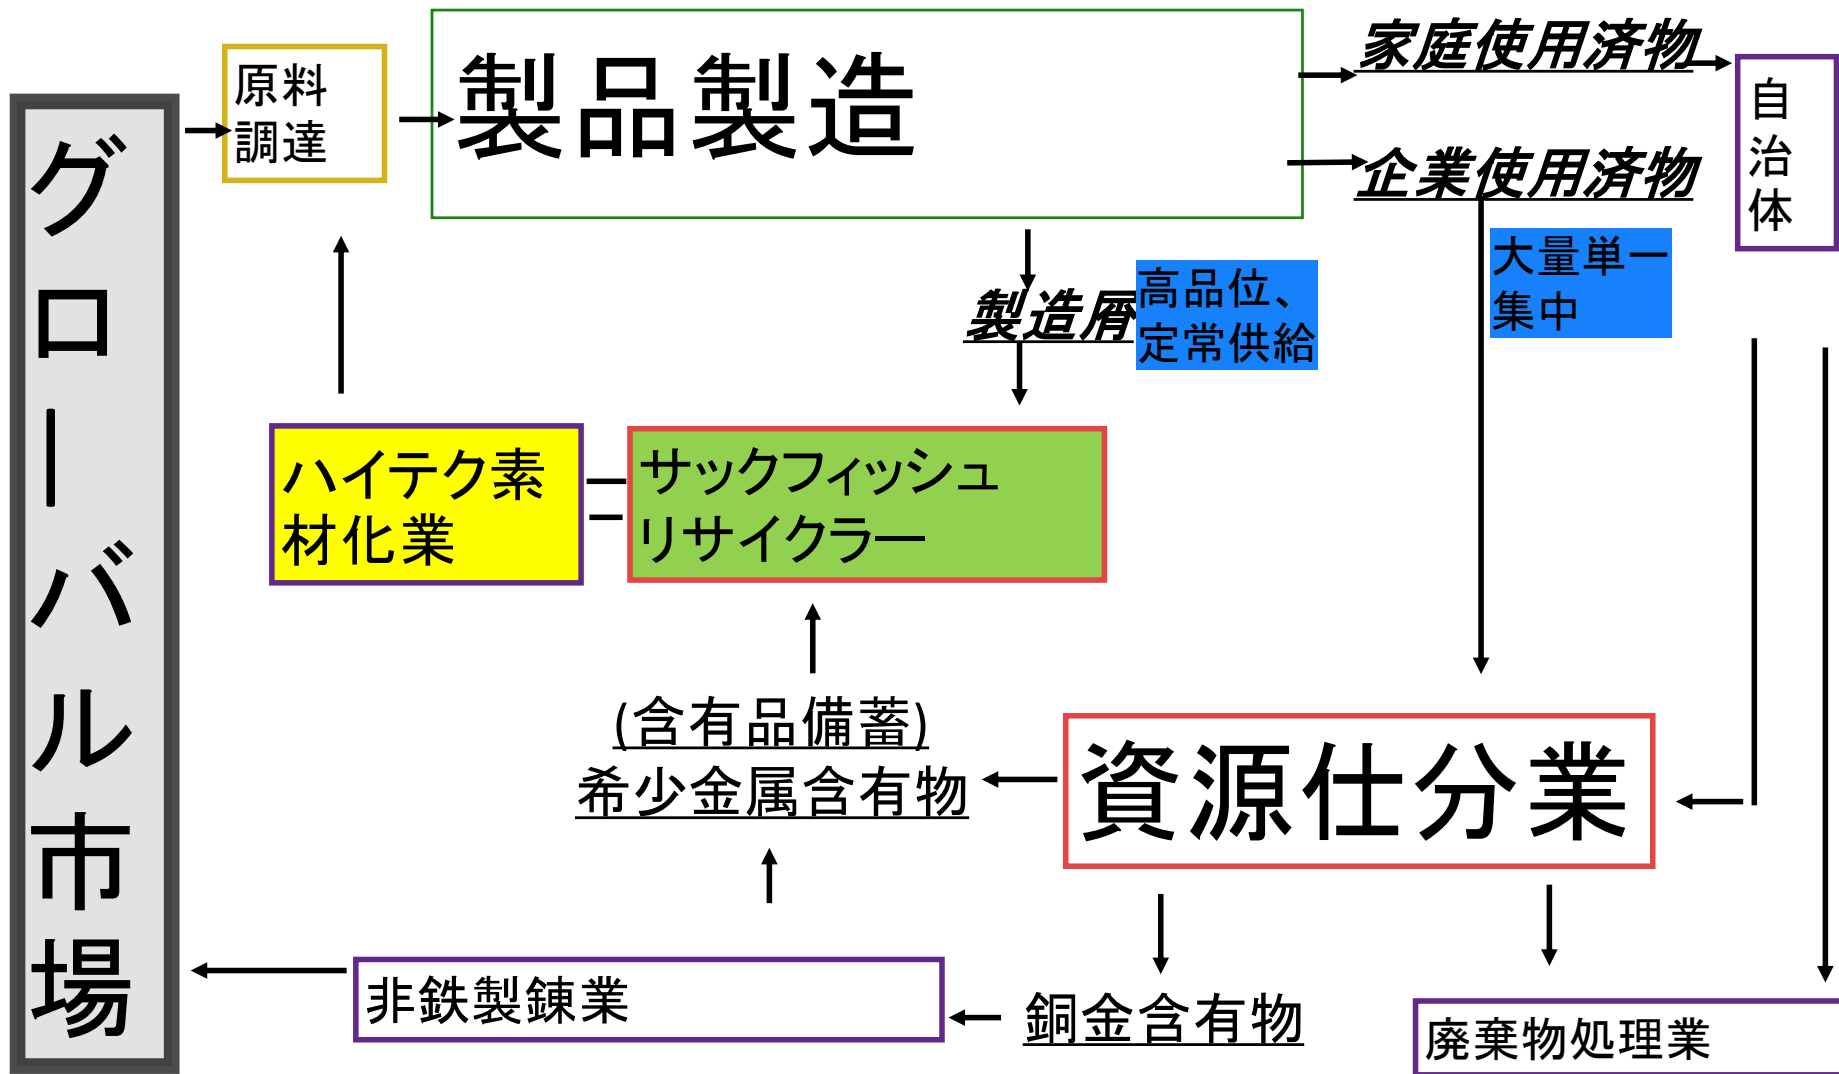 グローバル市場
原料
調達
製品製造
家庭使用済物
企業使用済物
自治体
大量単一
集中
製造屑
高品位、
定常供給
ハイテク素
材化業
サックフィッシュ
リサイクラー
(含有品備蓄)
希少金属含有物
資源仕分業
非鉄製錬業
銅金含有物
廃棄物処理業